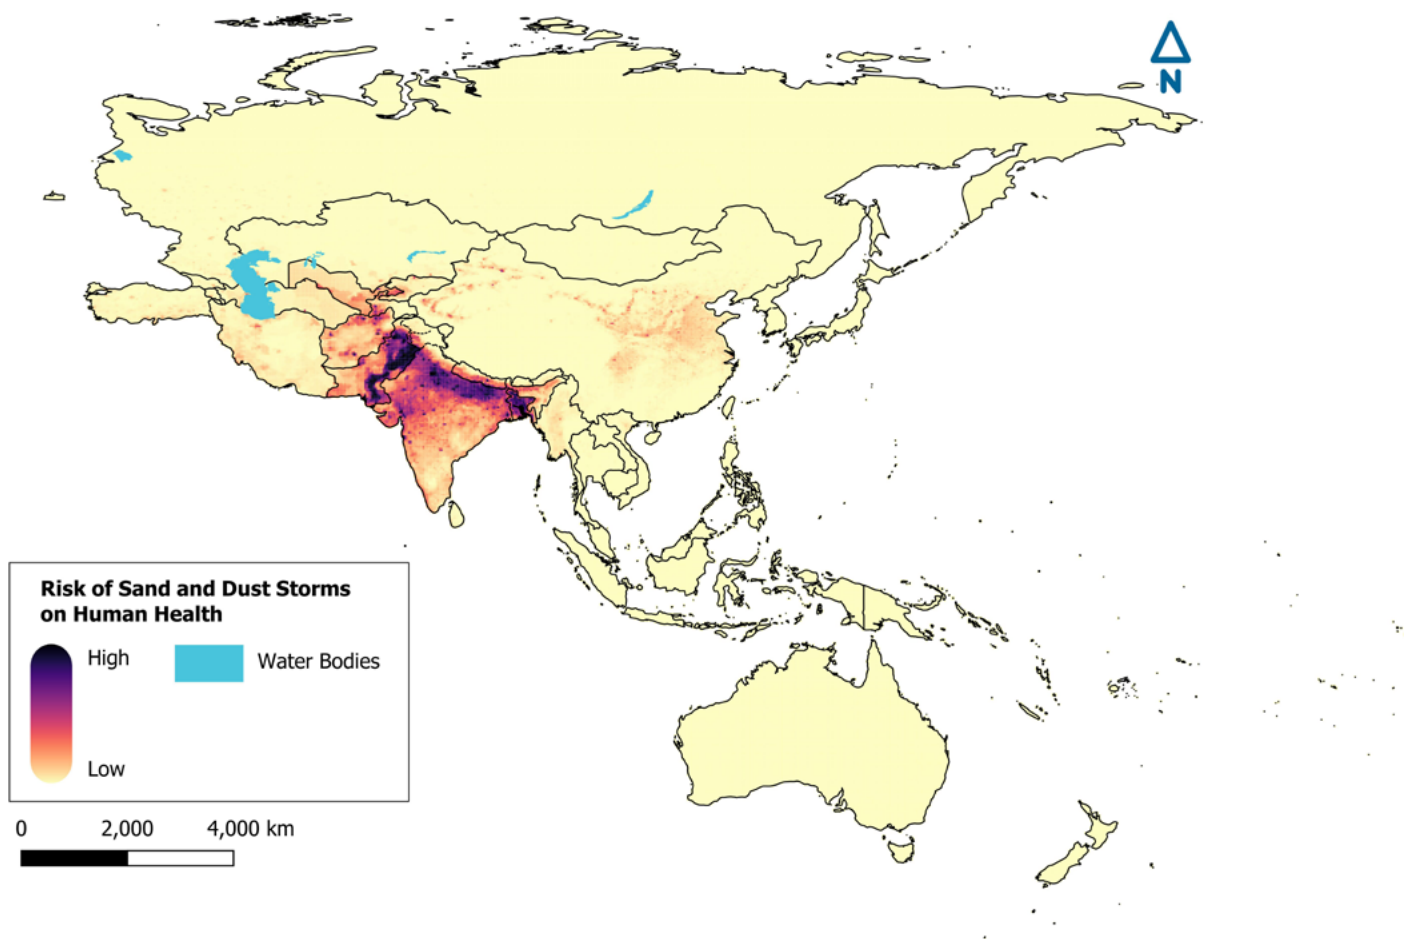 N
Risk of Sand and Dust Storms
on Human Health
High
Water Bodies
Low
0 2,000 4,000 km